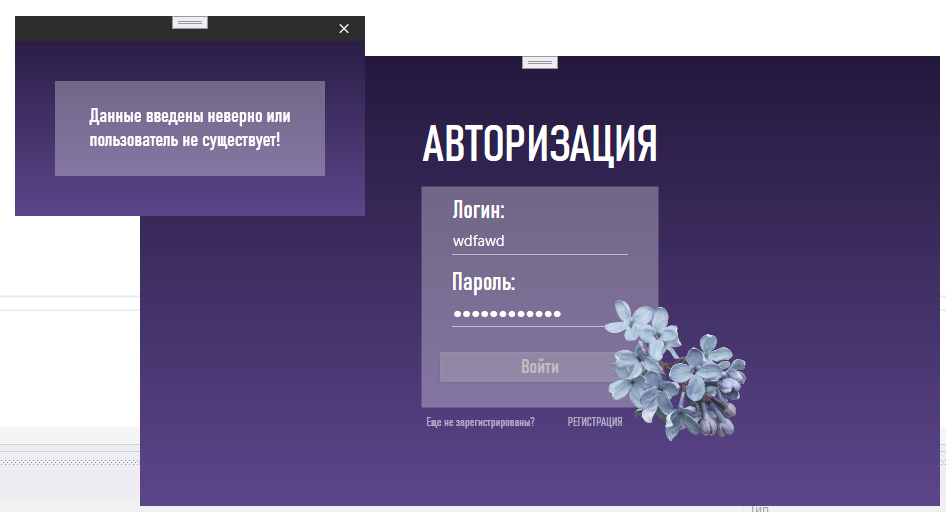 Данные введены неверно или
пользователь не существует!
АВТОРИЗАЦИЯ
Логин:
wdfawd
Пароль:
Войти
Еще не зарегистрированы? РЕГИСТРАЦИЯ